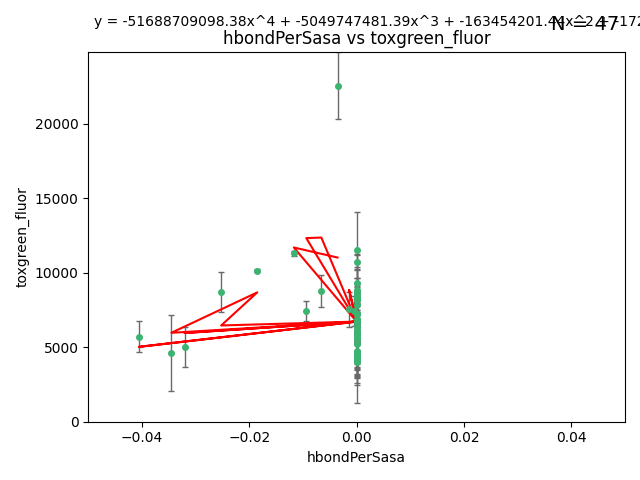 y = -51688709098.38x^4 + -5049747481.39x^3 + -163454201.44x^2 + -172
N = 47
hbondPerSasa vs toxgreen_fluor
20000
15000
10000
5000
0
toxgreen_fluor
-0.04
-0.02
0.00
0.02
0.04
hbondPerSasa